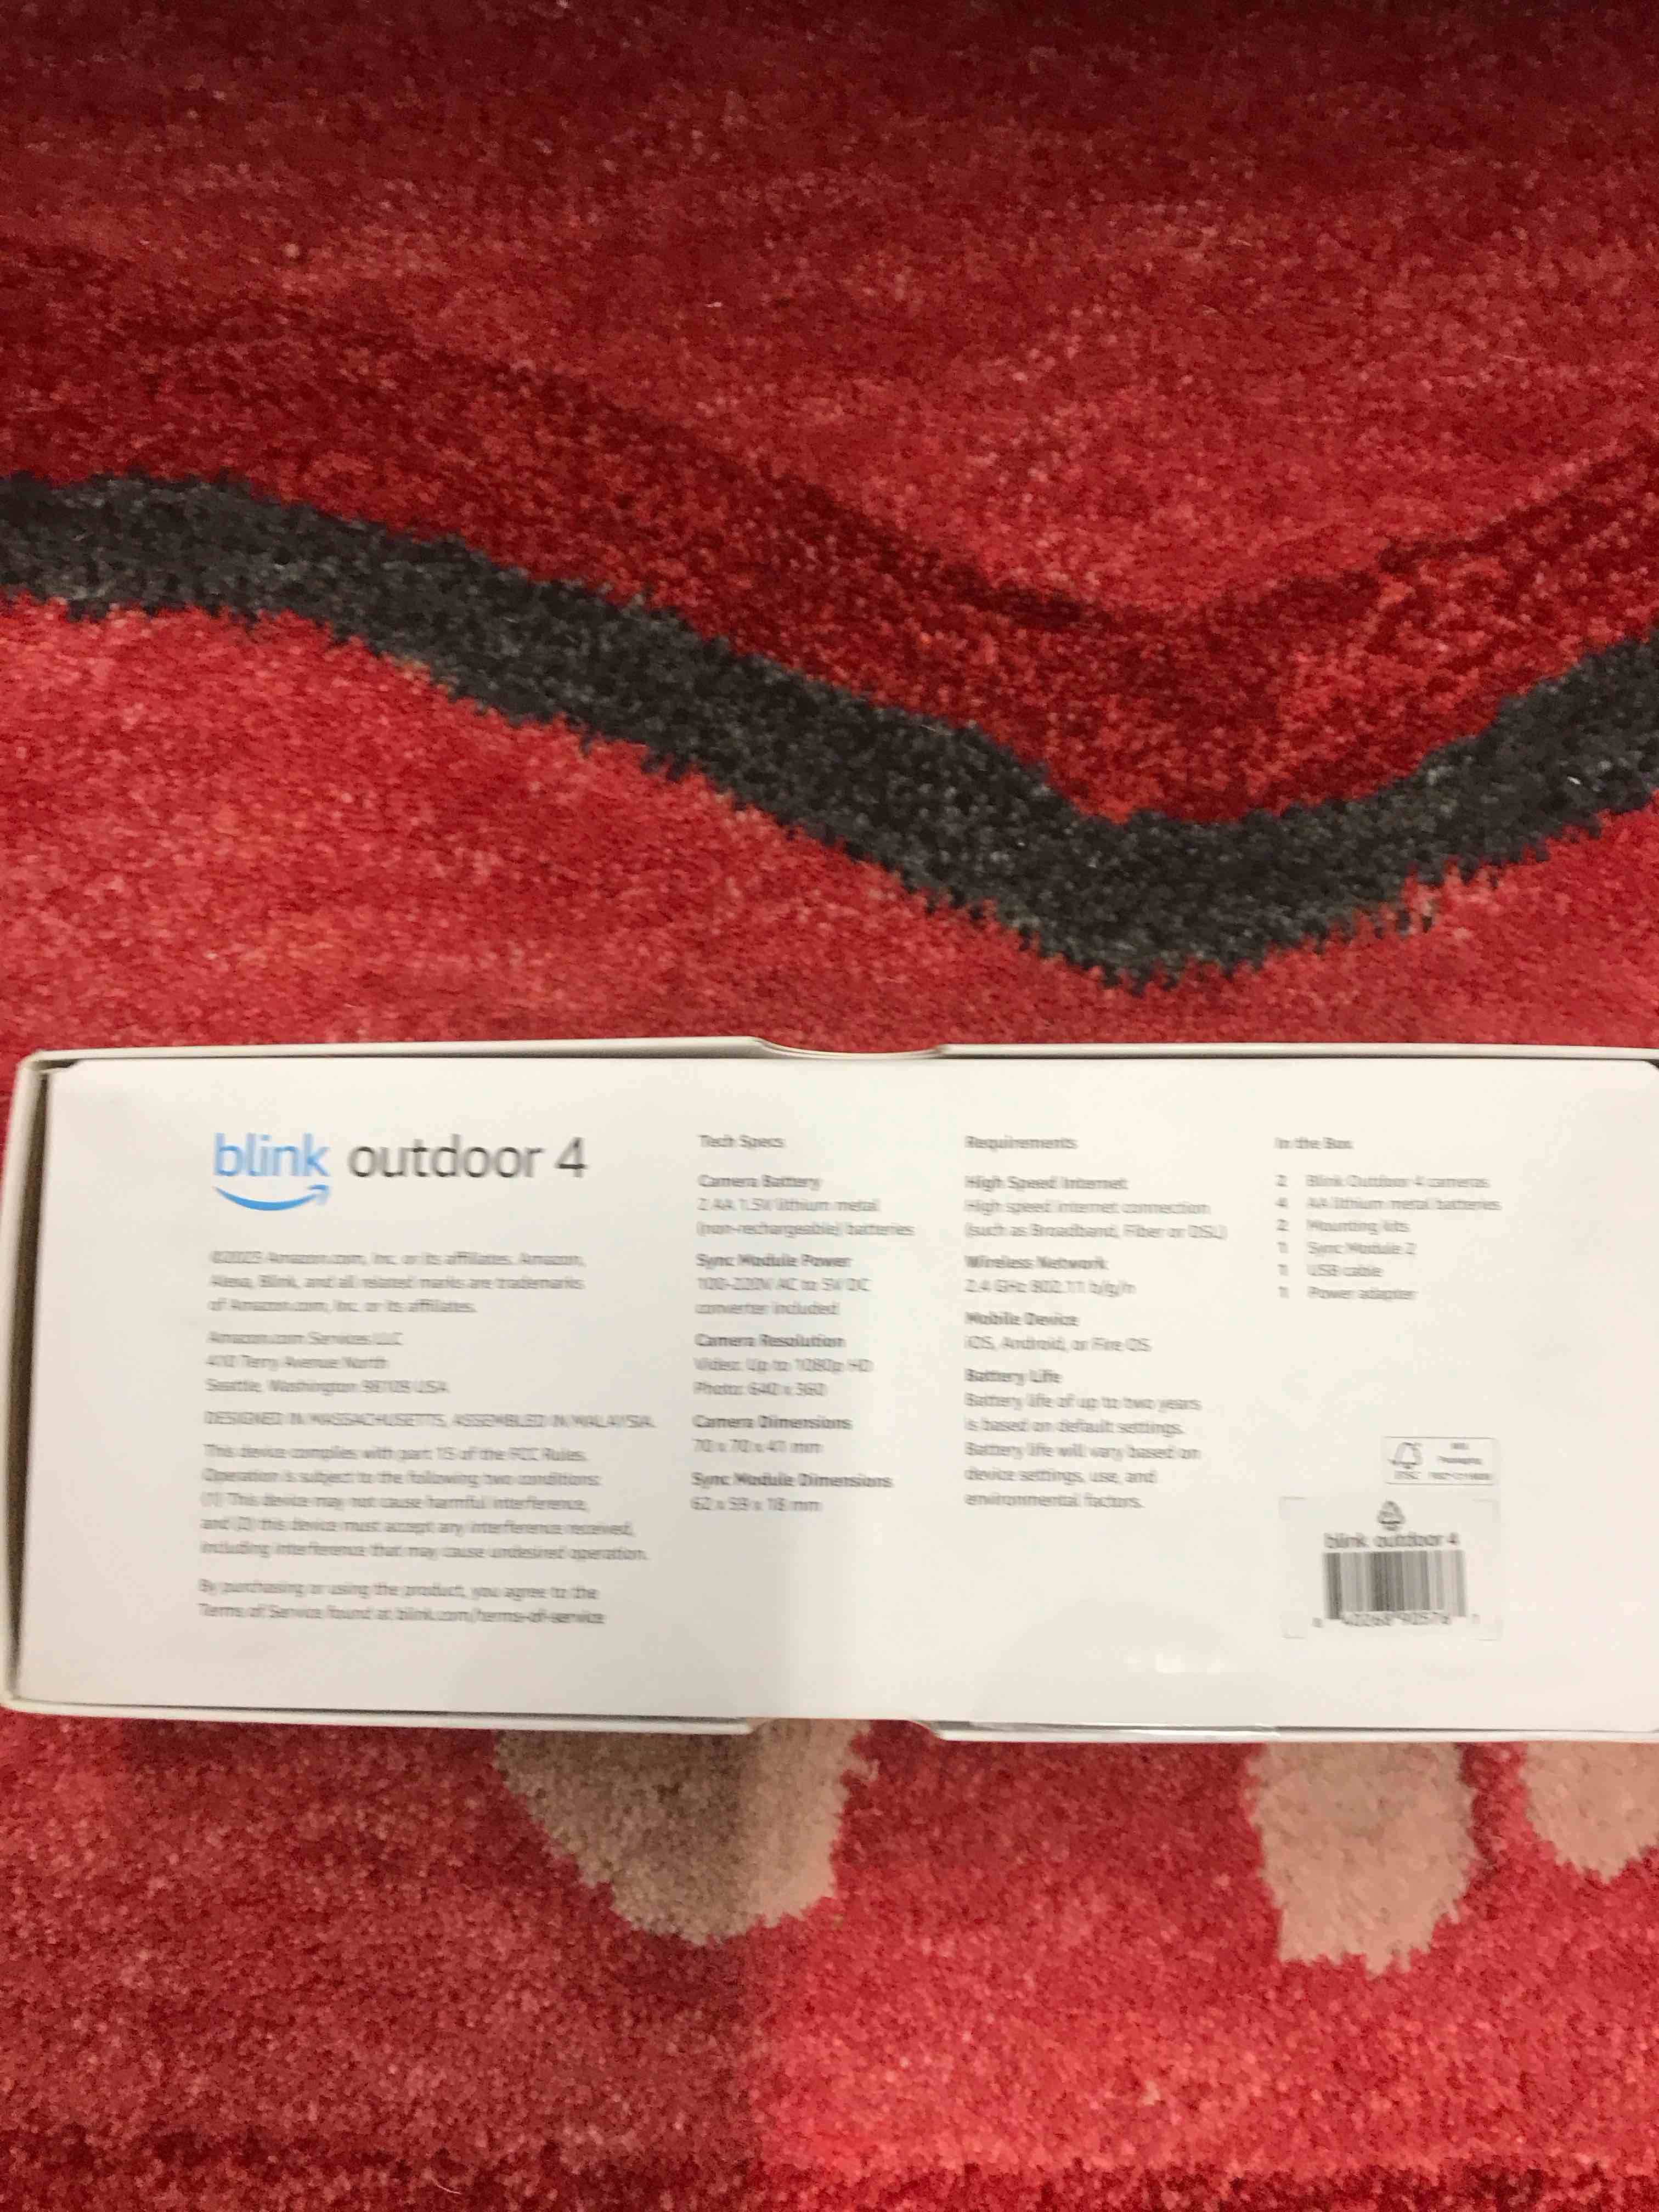 blink outdoor 4
©2023 Amazon.com, Inc. or its affiliates. Amazon,
Alexa, Blink, and all related marks are trademarks
of Amazon.com, Inc. or its affiliates.
Amazon.com Services LLC
410 Terry Avenue North
Seattle, Washington 98109 USA
DESIGNED IN MASSACHUSETTS, ASSEMBLED IN MALAYSIA.
This device complies with part 15 of the FCC Rules.
Operation is subject to the following two conditions:
(1) This device may not cause harmful interference,
and (2) this device must accept any interference received,
including interference that may cause undesired operation.
By purchasing or using the product, you agree to the
Terms of Service found at blink.com/terms-of-service
Tech Specs
Camera Battery
2 AA 1.5V lithium metal
(non-rechargeable) batteries
Sync Module Power
100-220V AC to 5V DC
converter included
Camera Resolution
Video: Up to 1080p HD
Photo: 640 x 360
Camera Dimensions
70 x 70 x 41 mm
Sync Module Dimensions
62 x 59 x 18 mm
Requirements
High Speed Internet
High speed internet connection
(such as Broadband, Fiber or DSL)
Wireless Network
2.4 GHz 802.11 b/g/n
Mobile Device
iOS, Android, or Fire OS
Battery Life
Battery life of up to two years
is based on default settings.
Battery life will vary based on
device settings, use, and
environmental factors.
In the Box
2 Blink Outdoor 4 cameras
4 AA lithium metal batteries
2 Mounting kits
1 Sync Module 2
1 USB cable
1 Power adapter
FSC
blink outdoor 4